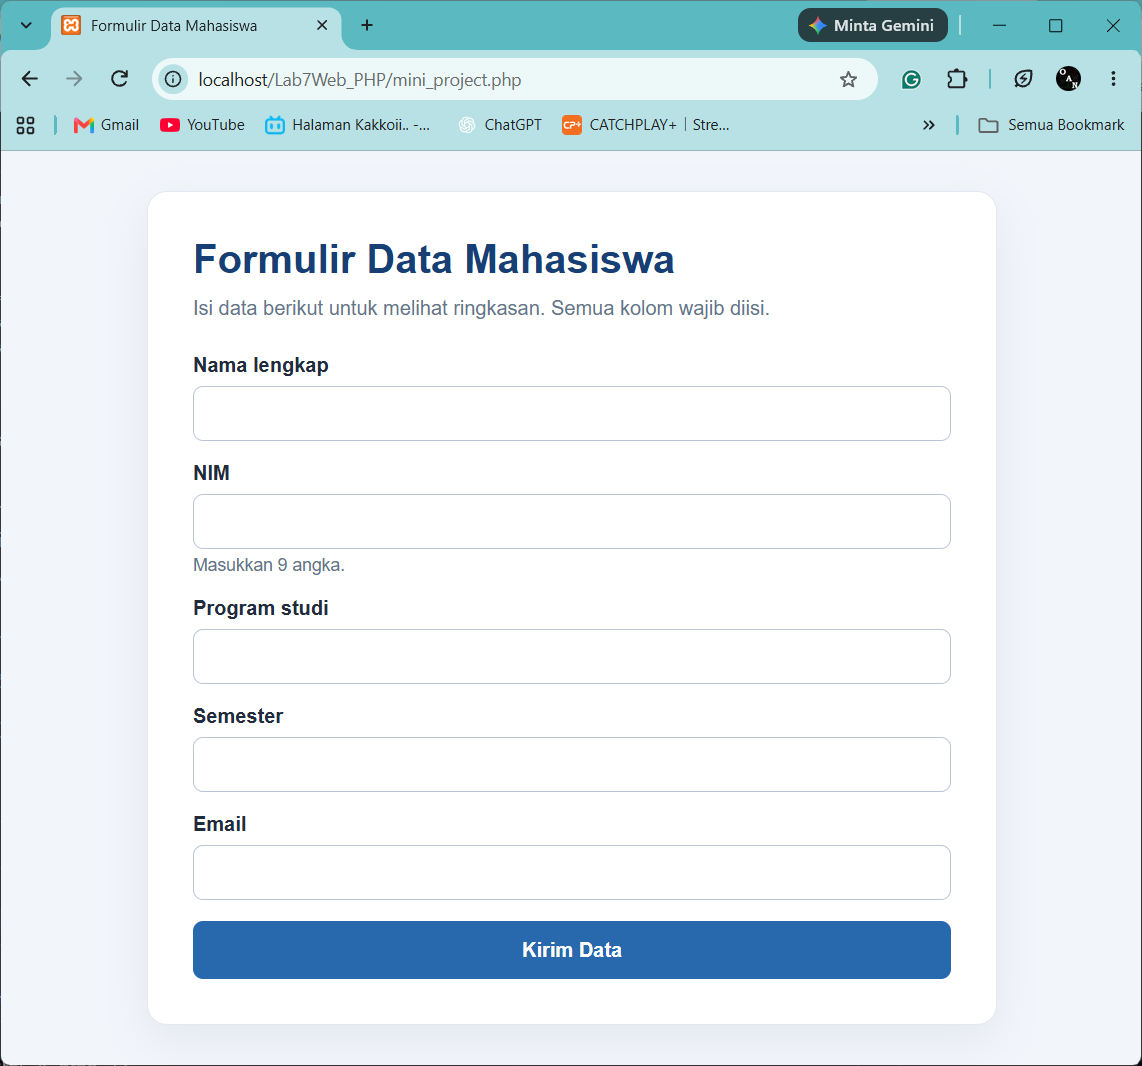 Formulir Data Mahasiswa
Minta Gemini
localhost/Lab7Web_PHP/mini_project.php
Gmail YouTube Halaman Kakkoii.. -... ChatGPT CP+ CATCHPLAY+ | Stre... Semua Bookmark
Formulir Data Mahasiswa
Isi data berikut untuk melihat ringkasan. Semua kolom wajib diisi.
Nama lengkap
NIM
Masukkan 9 angka.
Program studi
Semester
Email
Kirim Data